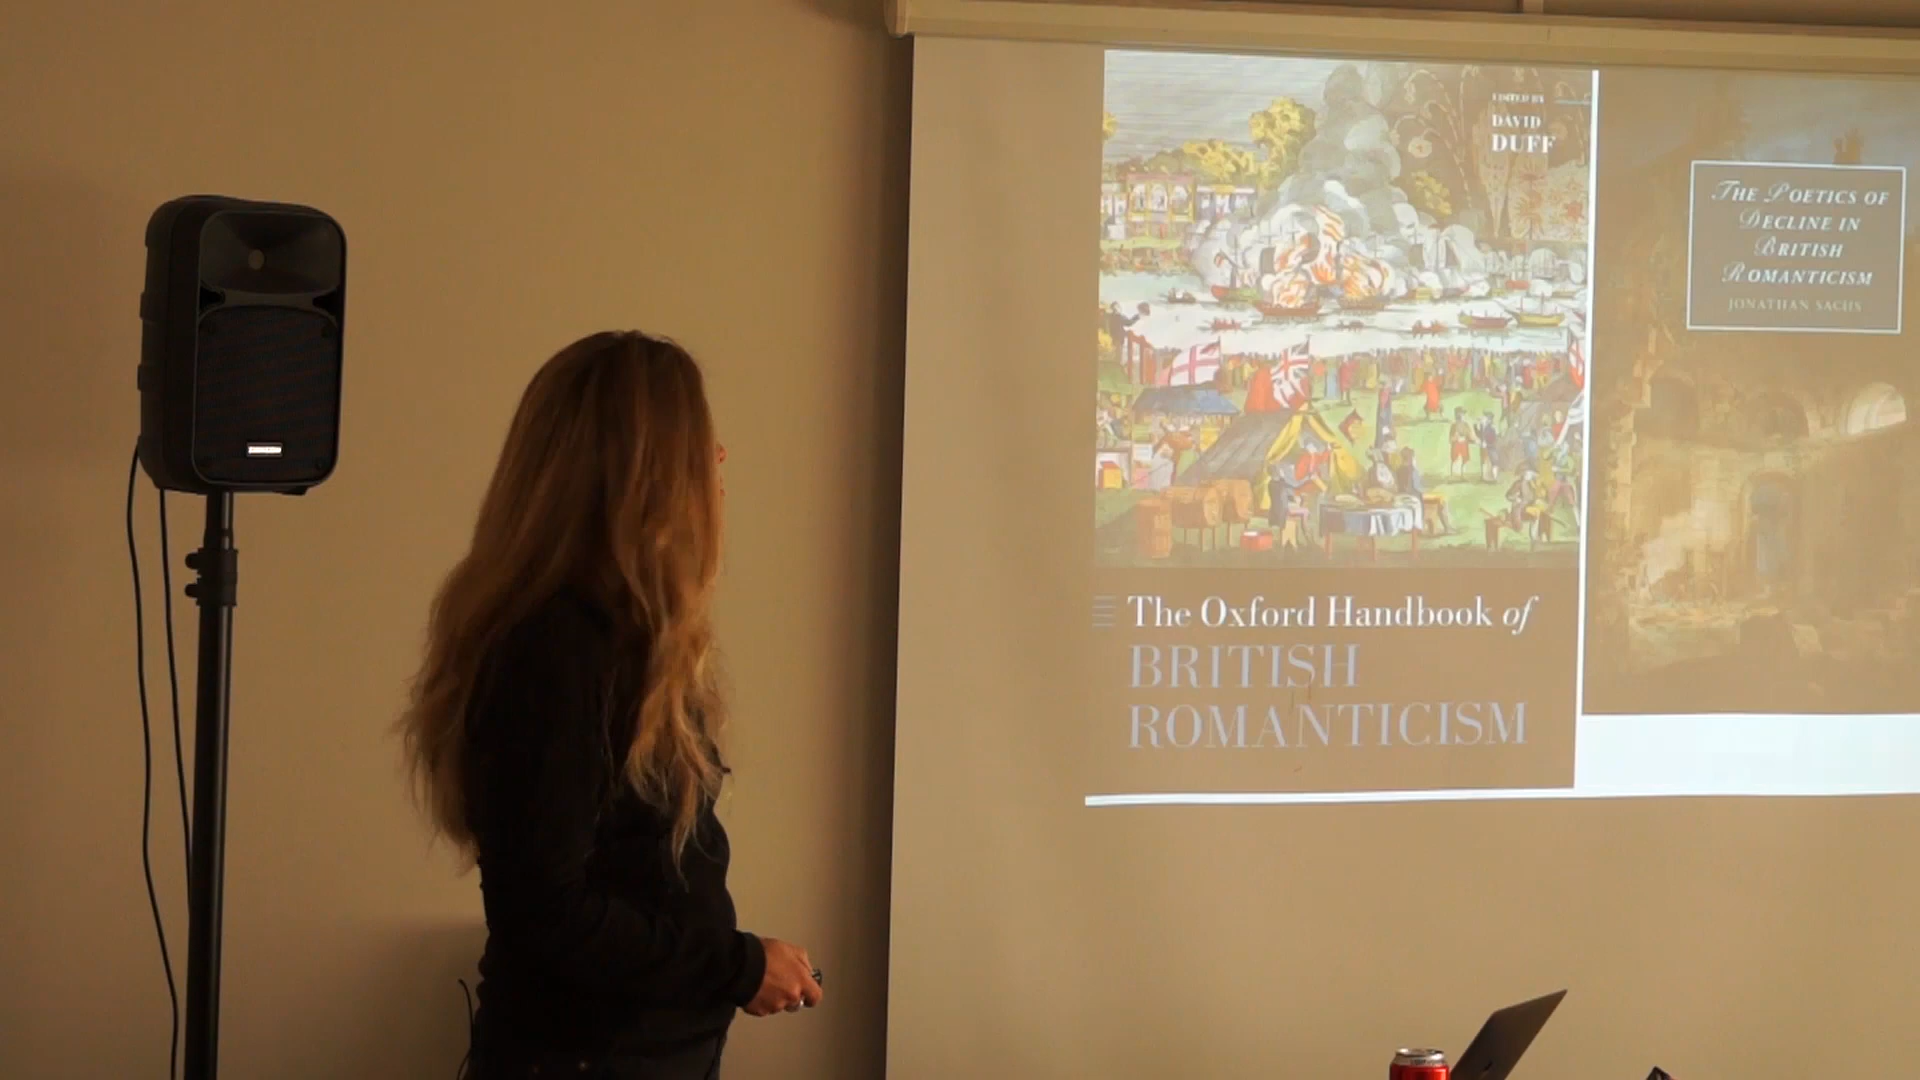 EDITED BY
DAVID
DUFF
The Oxford Handbook of
BRITISH
ROMANTICISM
THE POETICS OF
DECLINE IN
BRITISH
ROMANTICISM
JONATHAN SACHS